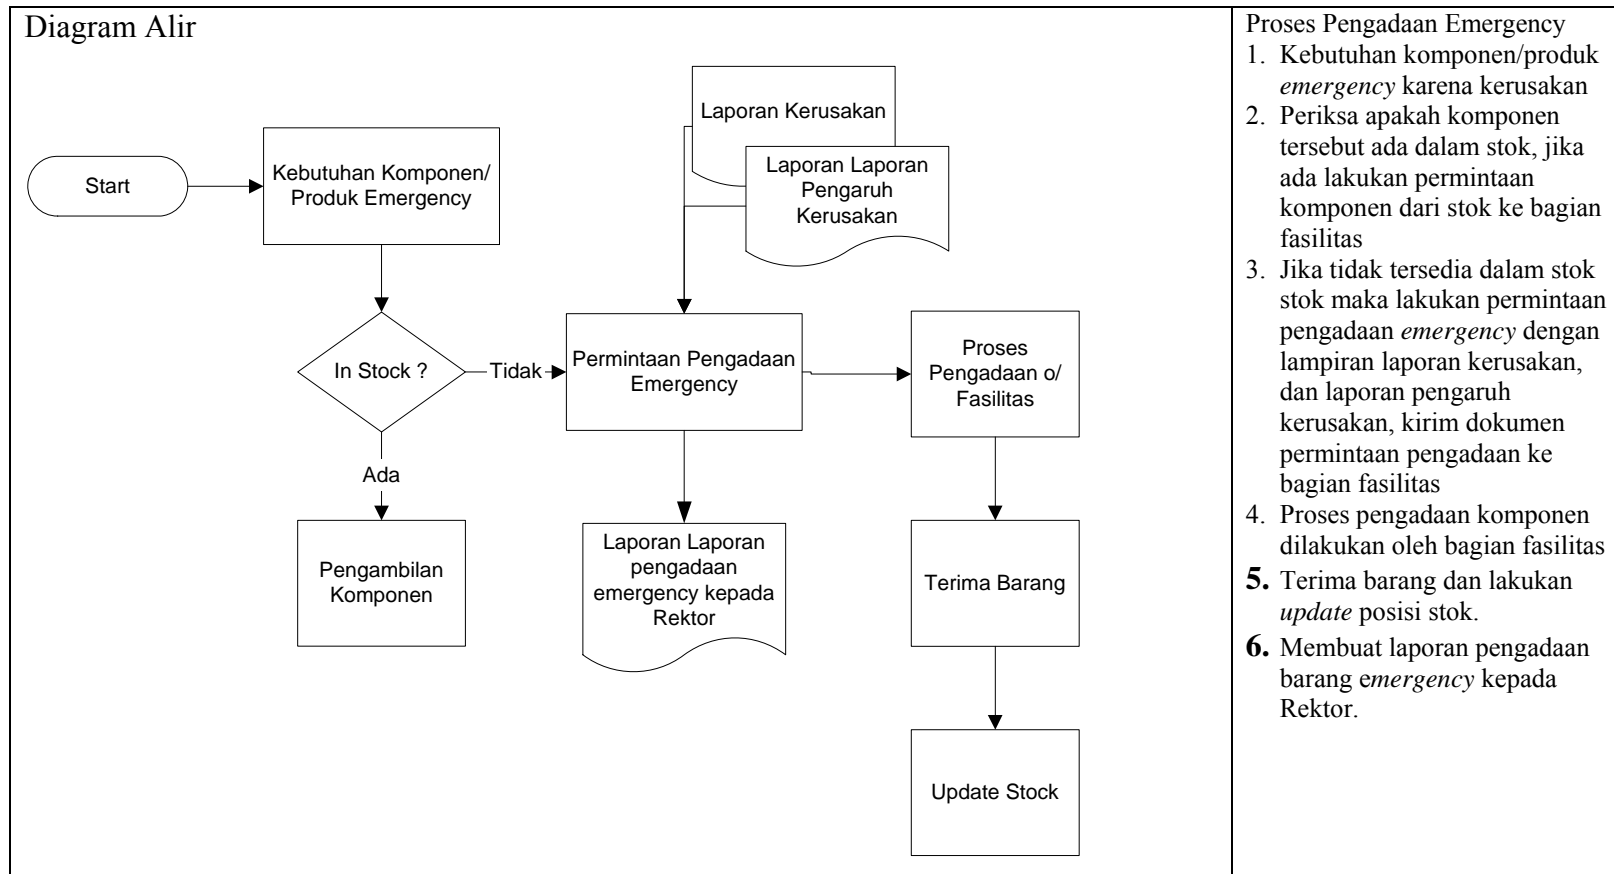 Diagram Alir
Start
Kebutuhan Komponen/
Produk Emergency
In Stock ?
Tidak
Ada
Pengambilan
Komponen
Laporan Kerusakan
Laporan Laporan
Pengaruh
Kerusakan
Permintaan Pengadaan
Emergency
Laporan Laporan
pengadaan
emergency kepada
Rektor
Proses
Pengadaan o/
Fasilitas
Terima Barang
Update Stock
Proses Pengadaan Emergency
1. Kebutuhan komponen/produk
emergency karena kerusakan
2. Periksa apakah komponen
tersebut ada dalam stok, jika
ada lakukan permintaan
komponen dari stok ke bagian
fasilitas
3. Jika tidak tersedia dalam stok
stok maka lakukan permintaan
pengadaan emergency dengan
lampiran laporan kerusakan,
dan laporan pengaruh
kerusakan, kirim dokumen
permintaan pengadaan ke
bagian fasilitas
4. Proses pengadaan komponen
dilakukan oleh bagian fasilitas
5. Terima barang dan lakukan
update posisi stok.
6. Membuat laporan pengadaan
barang emergency kepada
Rektor.